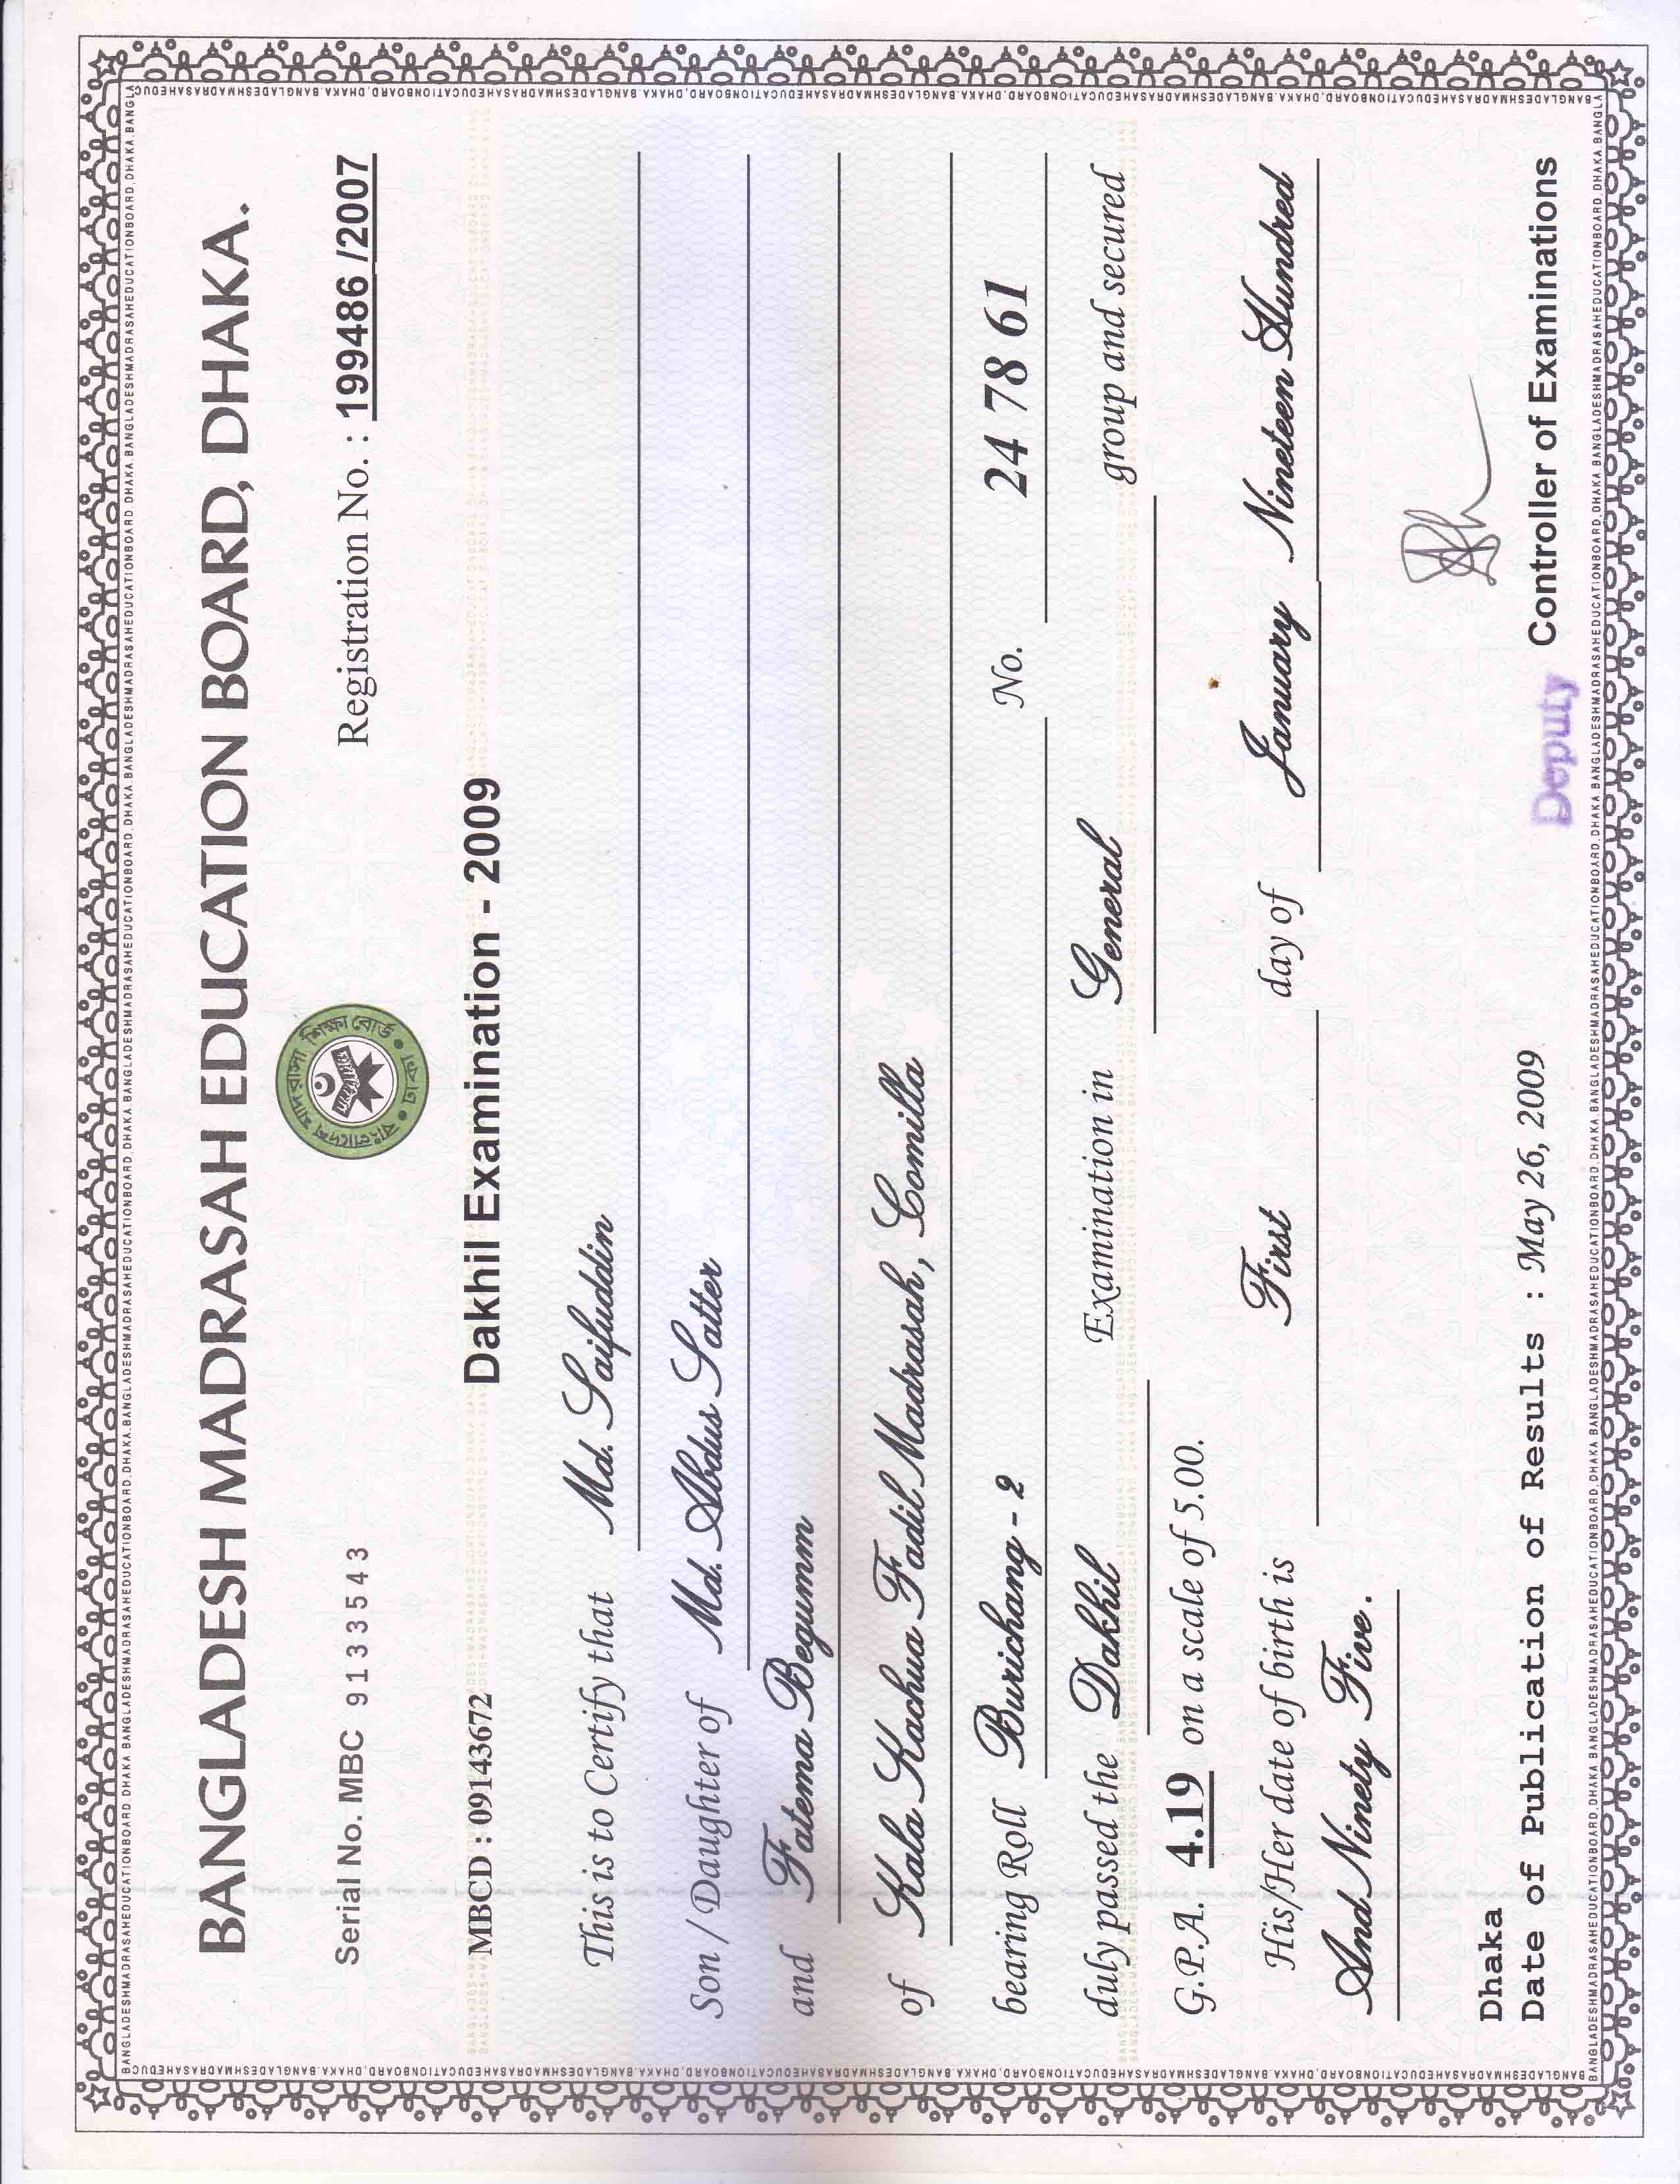 BANGLADESH MADRASAH EDUCATION BOARD, DHAKA.
বাংলাদেশ মাদরাসা শিক্ষা বোর্ড • ঢাকা •
Serial No. MBC 9133543
Registration No. : 199486 /2007
MBCD : 09143672
Dakhil Examination - 2009
This is to Certify that Md. Saifuddin
Son / Daughter of Md. Abdus Satter
and Fatema Begumm
of Kala Kachua Fadil Madrasah, Comilla
bearing Roll Burichang - 2 No. 24 78 61
duly passed the Dakhil Examination in General group and secured
G.P.A. 4.19 on a scale of 5.00.
His/Her date of birth is First day of January Nineteen Hundred
And Ninety Five.
Dhaka
Date of Publication of Results : May 26, 2009
Deputy Controller of Examinations